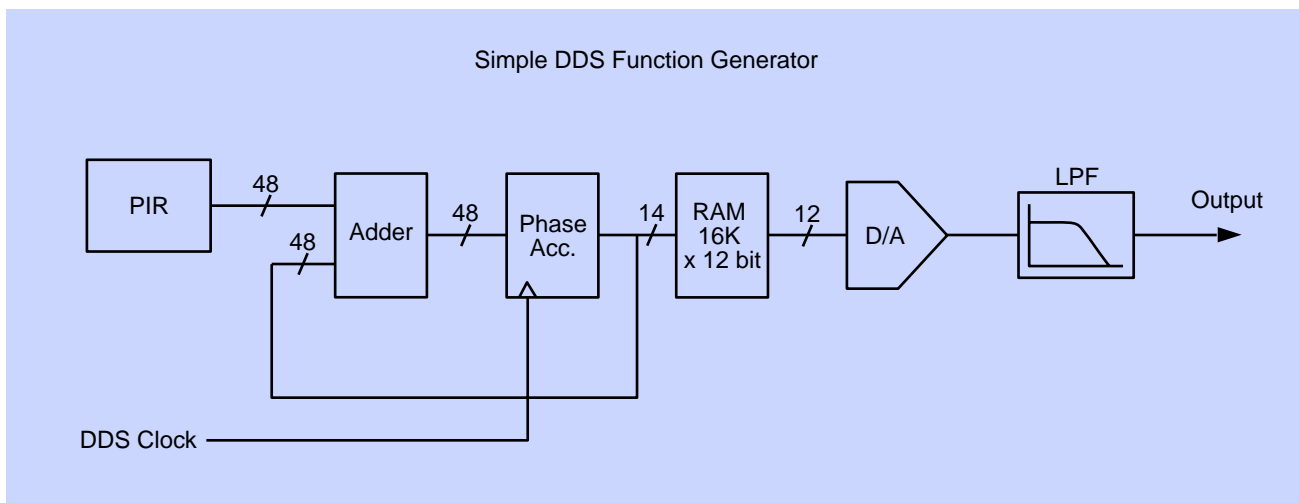 Simple DDS Function Generator
PIR
48
48
Adder
48
Phase
Acc.
14
RAM
16K
x 12 bit
12
D/A
LPF
Output
DDS Clock